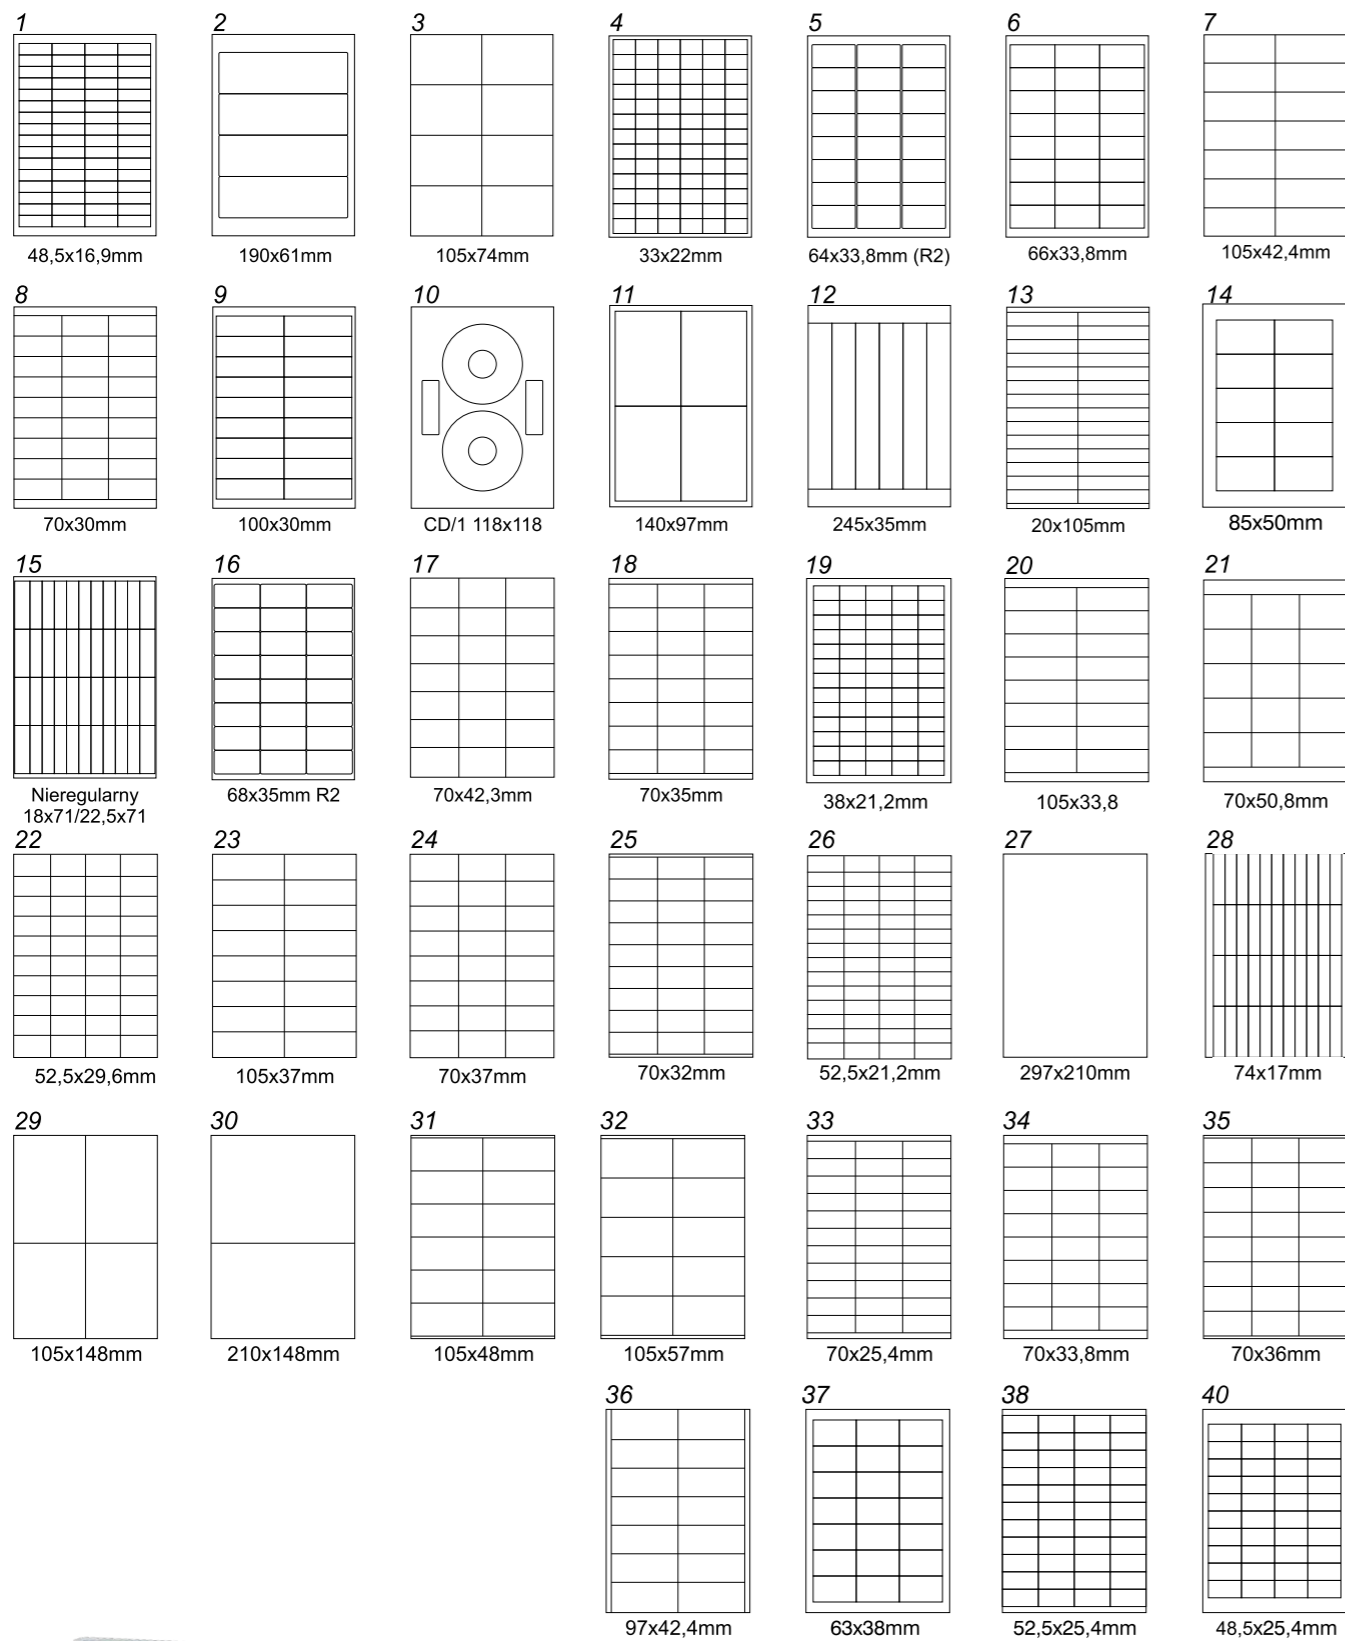 1 2 3 4 5 6 7
48,5x16,9mm 190x61mm 105x74mm 33x22mm 64x33,8mm (R2) 66x33,8mm 105x42,4mm
8 9 10 11 12 13 14
70x30mm 100x30mm CD/1 118x118 140x97mm 245x35mm 20x105mm 85x50mm
15 16 17 18 19 20 21
Nieregularny 68x35mm R2 70x42,3mm 70x35mm 38x21,2mm 105x33,8 70x50,8mm
18x71/22,5x71
22 23 24 25 26 27 28
52,5x29,6mm 105x37mm 70x37mm 70x32mm 52,5x21,2mm 297x210mm 74x17mm
29 30 31 32 33 34 35
105x148mm 210x148mm 105x48mm 105x57mm 70x25,4mm 70x33,8mm 70x36mm
36 37 38 40
97x42,4mm 63x38mm 52,5x25,4mm 48,5x25,4mm